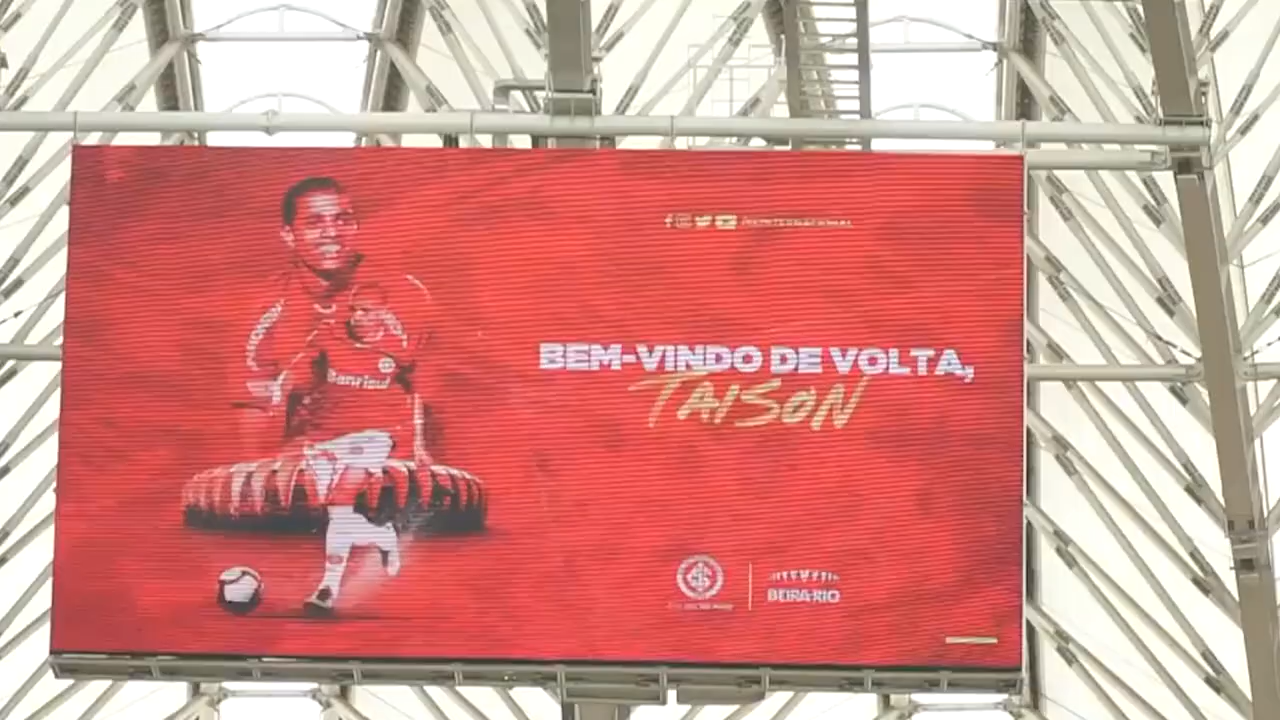 BEM-VINDO DE VOLTA,
TAISON
Banrisul
BEIRA-RIO